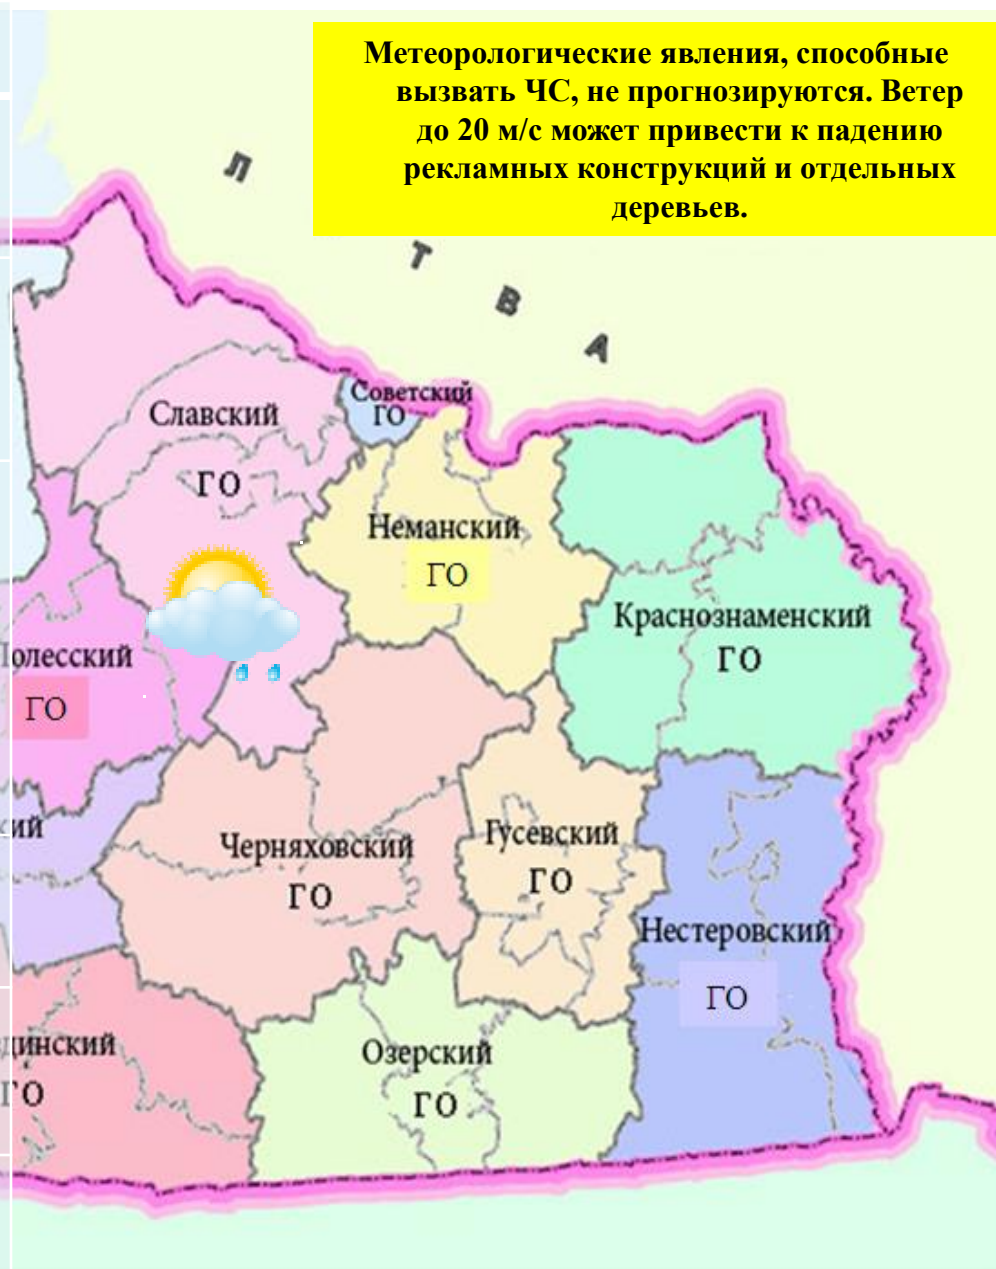 Метеорологические явления, способные
вызвать ЧС, не прогнозируются. Ветер
до 20 м/с может привести к падению
рекламных конструкций и отдельных
деревьев.
Л И Т В А
Советский
ГО
Славский
ГО
Неманский
ГО
Краснознаменский
ГО
олесский
ГО
ий
Черняховский
ГО
Гусевский
ГО
Нестеровский
ГО
динский
ГО
Озерский
ГО